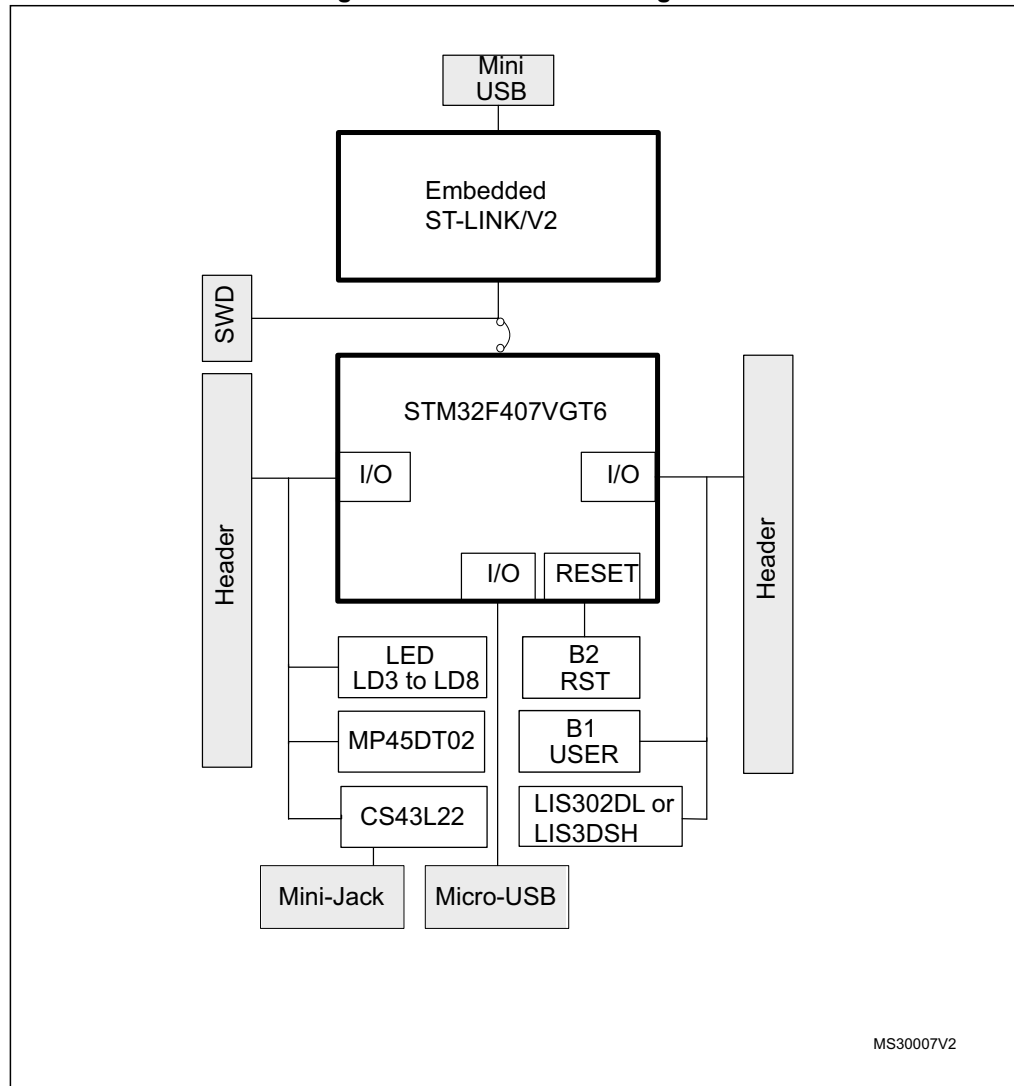 Mini
USB
Embedded
ST-LINK/V2
SWD
STM32F407VGT6
I/O
I/O
Header
Header
I/O
RESET
LED
LD3 to LD8
B2
RST
MP45DT02
B1
USER
CS43L22
LIS302DL or
LIS3DSH
Mini-Jack
Micro-USB
MS30007V2